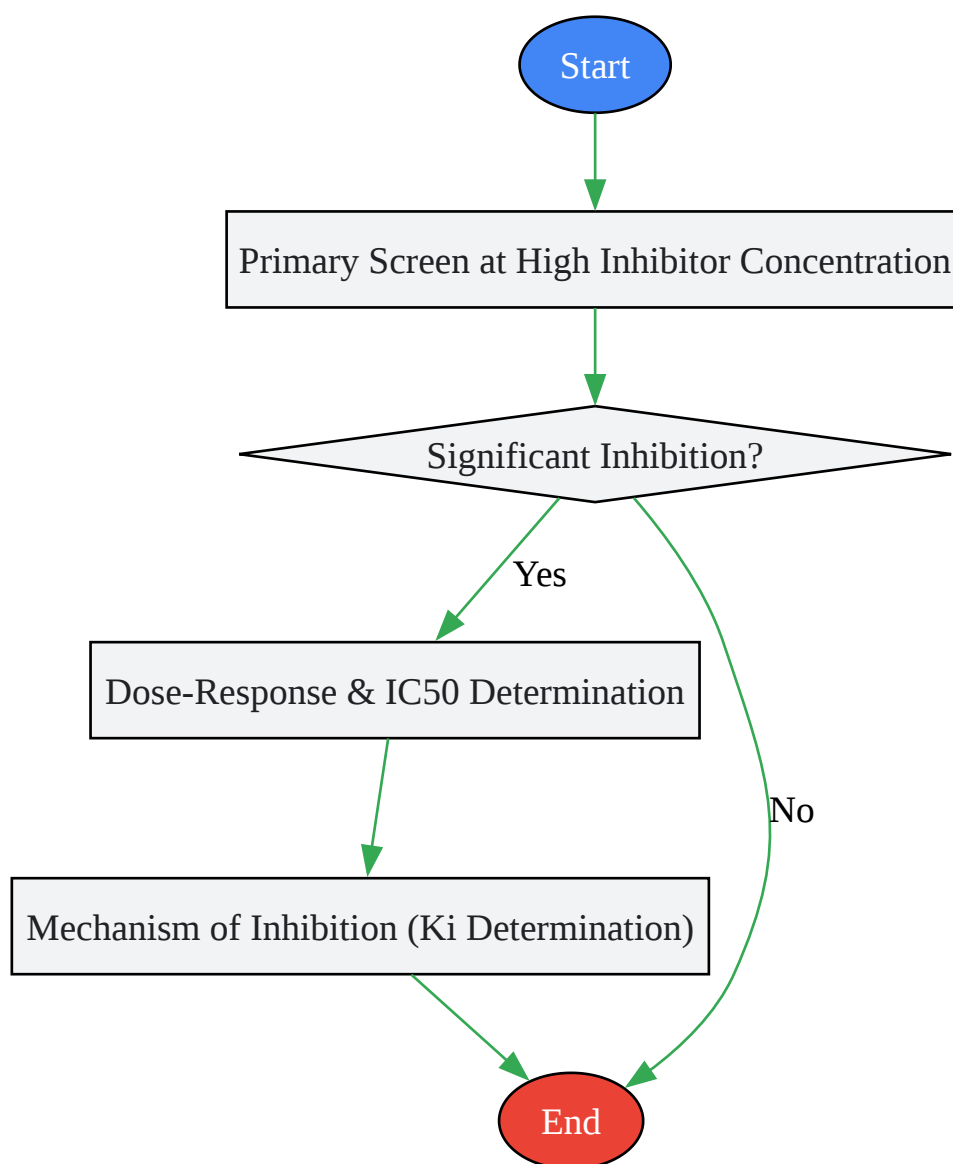 Start
Primary Screen at High Inhibitor Concentration
Significant Inhibition?
Yes
Dose-Response & IC50 Determination
No
Mechanism of Inhibition (Ki Determination)
End